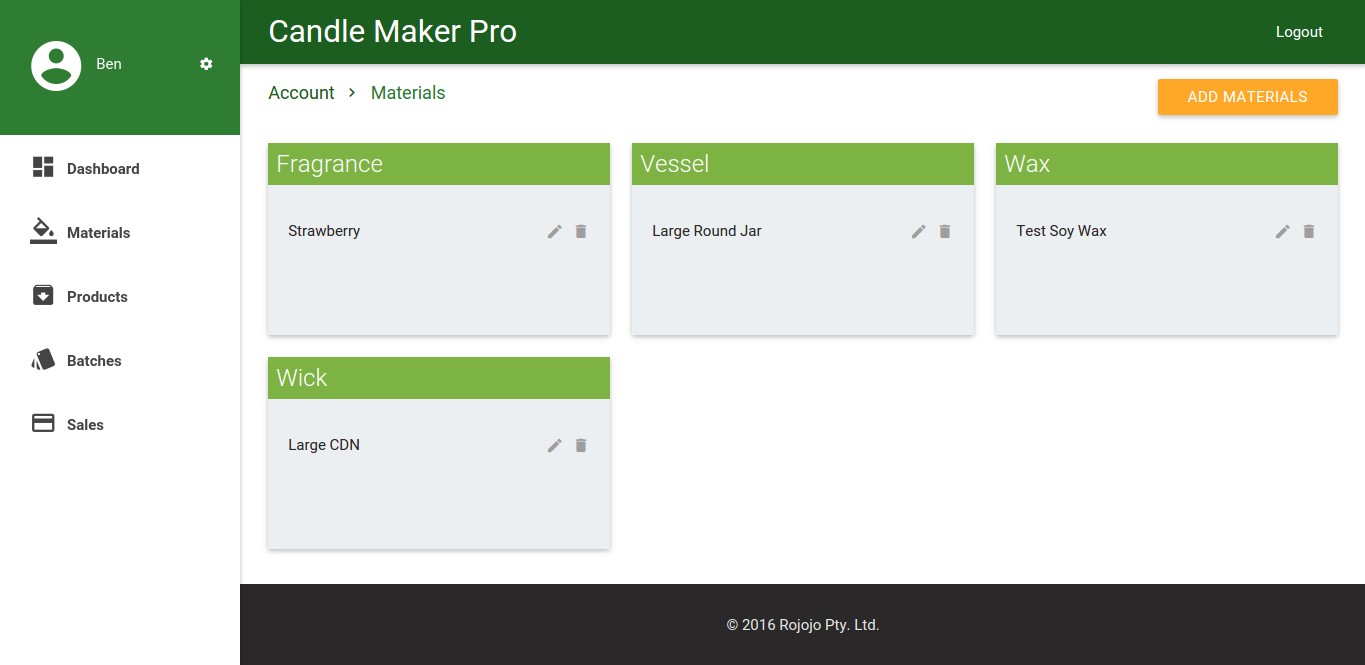 Candle Maker Pro
Logout
Ben
Account > Materials
ADD MATERIALS
Dashboard
Materials
Products
Batches
Sales
Fragrance
Strawberry
Vessel
Large Round Jar
Wax
Test Soy Wax
Wick
Large CDN
© 2016 Rojojo Pty. Ltd.